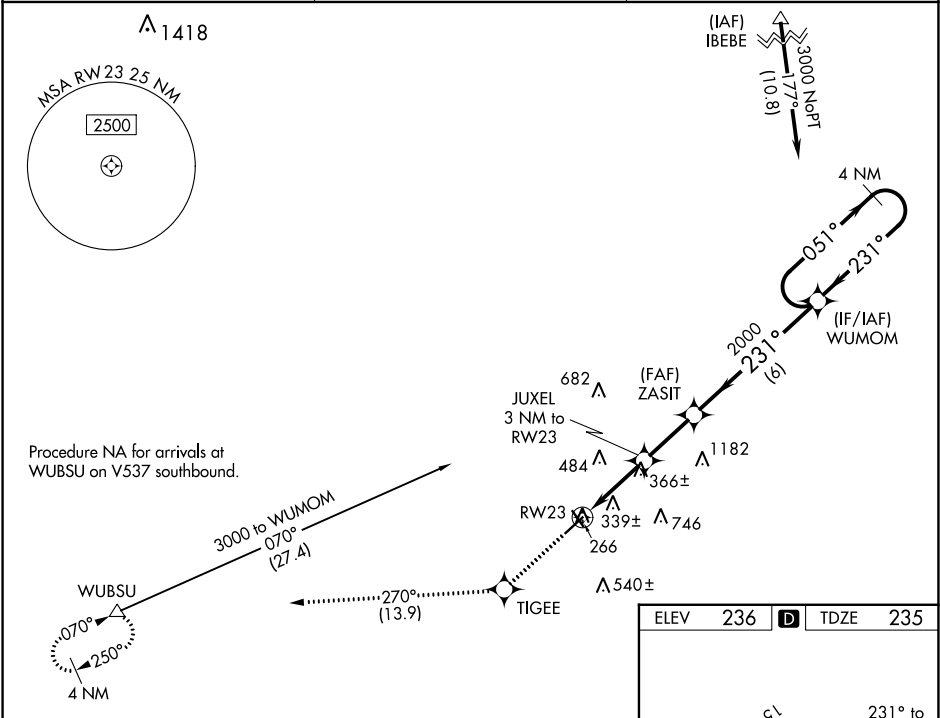 1418
MSA RW 23 25 NM
2500
(IAF)
IBEBE
3000 NoPT
177°
(10.8)
4 NM
051°
231°
(IF/IAF)
WUMOM
2000
231°
(6)
(FAF)
ZASIT
682
JUXEL
3 NM to
RW23
484
1182
366±
Procedure NA for arrivals at
WUBSU on V537 southbound.
RW23
339±
746
266
3000 to WUMOM
070°
(27.4)
540±
WUBSU
270°
(13.9)
TIGEE
070°
250°
4 NM
ELEV 236 D TDZE 235
15
231° to